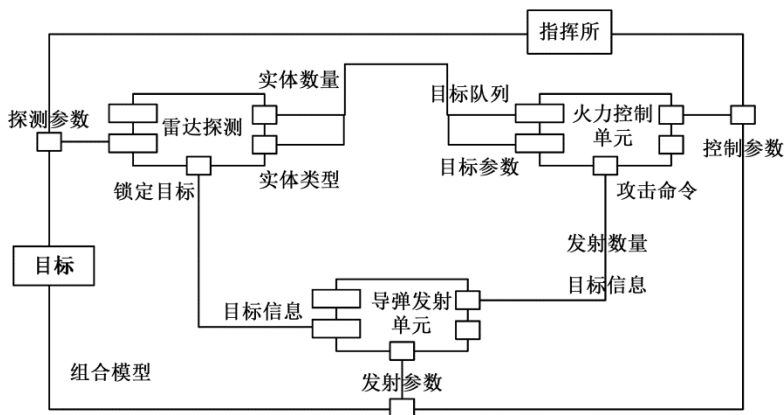 指挥所
实体数量
目标队列
探测参数
雷达探测
火力控制
单元
控制参数
锁定目标
实体类型
目标参数
攻击命令
发射数量
目标
目标信息
导弹发射
单元
目标信息
组合模型
发射参数